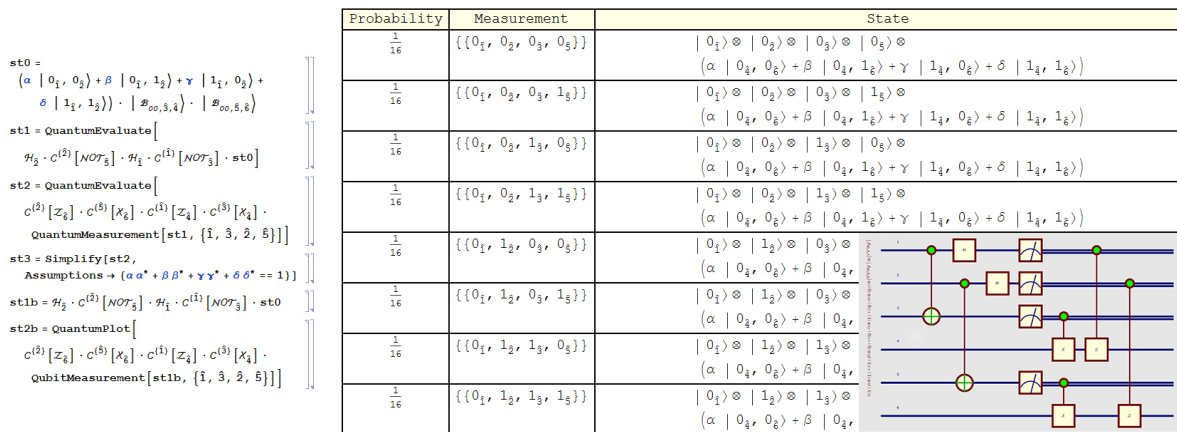 st0 =
(α | 0₁̂, 0₂̂⟩ + β | 0₁̂, 1₂̂⟩ + γ | 1₁̂, 0₂̂⟩ +
δ | 1₁̂, 1₂̂⟩) · | ℬ₀₀,₃̂,₄̂⟩ · | ℬ₀₀,₅̂,₆̂⟩
st1 = QuantumEvaluate[
ℋ₂̂ · C^{2̂}[NOT₅̂] · ℋ₁̂ · C^{1̂}[NOT₃̂] · st0]
st2 = QuantumEvaluate[
C^{2̂}[Z₆̂] · C^{5̂}[X₆̂] · C^{1̂}[Z₄̂] · C^{3̂}[X₄̂] ·
QuantumMeasurement[st1, {1̂, 3̂, 2̂, 5̂}]]
st3 = Simplify[st2,
Assumptions → {α α* + β β* + γ γ* + δ δ* == 1}]
st1b = ℋ₂̂ · C^{2̂}[NOT₅̂] · ℋ₁̂ · C^{1̂}[NOT₃̂] · st0
st2b = QuantumPlot[
C^{2̂}[Z₆̂] · C^{5̂}[X₆̂] · C^{1̂}[Z₄̂] · C^{3̂}[X₄̂] ·
QubitMeasurement[st1b, {1̂, 3̂, 2̂, 5̂}]]
Probability Measurement State
1/16 {{0₁̂, 0₂̂, 0₃̂, 0₅̂}} | 0₁̂⟩ ⊗ | 0₂̂⟩ ⊗ | 0₃̂⟩ ⊗ | 0₅̂⟩ ⊗
(α | 0₄̂, 0₆̂⟩ + β | 0₄̂, 1₆̂⟩ + γ | 1₄̂, 0₆̂⟩ + δ | 1₄̂, 1₆̂⟩)
1/16 {{0₁̂, 0₂̂, 0₃̂, 1₅̂}} | 0₁̂⟩ ⊗ | 0₂̂⟩ ⊗ | 0₃̂⟩ ⊗ | 1₅̂⟩ ⊗
(α | 0₄̂, 0₆̂⟩ + β | 0₄̂, 1₆̂⟩ + γ | 1₄̂, 0₆̂⟩ + δ | 1₄̂, 1₆̂⟩)
1/16 {{0₁̂, 0₂̂, 1₃̂, 0₅̂}} | 0₁̂⟩ ⊗ | 0₂̂⟩ ⊗ | 1₃̂⟩ ⊗ | 0₅̂⟩ ⊗
(α | 0₄̂, 0₆̂⟩ + β | 0₄̂, 1₆̂⟩ + γ | 1₄̂, 0₆̂⟩ + δ | 1₄̂, 1₆̂⟩)
1/16 {{0₁̂, 0₂̂, 1₃̂, 1₅̂}} | 0₁̂⟩ ⊗ | 0₂̂⟩ ⊗ | 1₃̂⟩ ⊗ | 1₅̂⟩ ⊗
(α | 0₄̂, 0₆̂⟩ + β | 0₄̂, 1₆̂⟩ + γ | 1₄̂, 0₆̂⟩ + δ | 1₄̂, 1₆̂⟩)
1/16 {{0₁̂, 1₂̂, 0₃̂, 0₅̂}} | 0₁̂⟩ ⊗ | 1₂̂⟩ ⊗ | 0₃̂⟩ ⊗
(α | 0₄̂, 0₆̂⟩ + β | 0₄̂,
1/16 {{0₁̂, 1₂̂, 0₃̂, 1₅̂}} | 0₁̂⟩ ⊗ | 1₂̂⟩ ⊗ | 0₃̂⟩ ⊗
(α | 0₄̂, 0₆̂⟩ + β | 0₄̂,
1/16 {{0₁̂, 1₂̂, 1₃̂, 0₅̂}} | 0₁̂⟩ ⊗ | 1₂̂⟩ ⊗ | 1₃̂⟩ ⊗
(α | 0₄̂, 0₆̂⟩ + β | 0₄̂,
1/16 {{0₁̂, 1₂̂, 1₃̂, 1₅̂}} | 0₁̂⟩ ⊗ | 1₂̂⟩ ⊗ | 1₃̂⟩ ⊗
(α | 0₄̂, 0₆̂⟩ + β | 0₄̂,